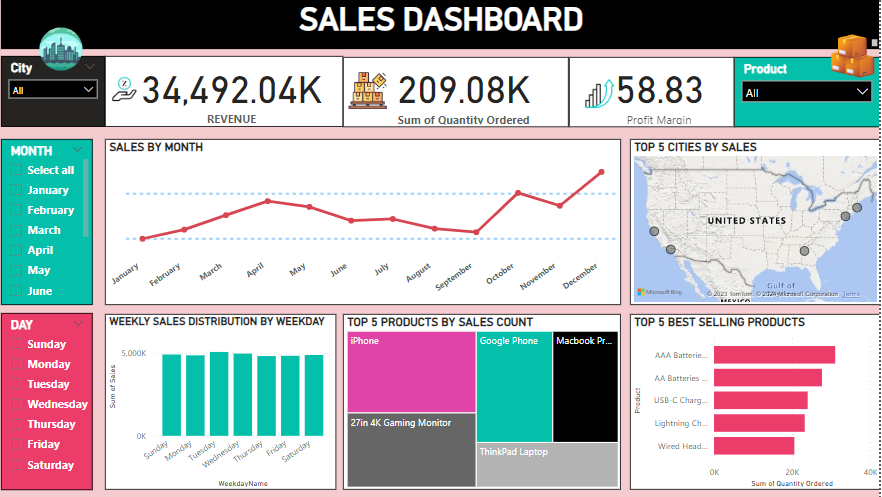 SALES DASHBOARD
City
All
34,492.04K
REVENUE
209.08K
Sum of Quantity Ordered
58.83
Profit Margin
Product
All
MONTH
Select all
January
February
March
April
May
June
SALES BY MONTH
January
February
March
April
May
June
July
August
September
October
November
December
TOP 5 CITIES BY SALES
UNITED STATES
Gulf of
MEXICO
Microsoft Bing
© 2023 TomTom, © 2024 Microsoft Corporation Terms
DAY
Sunday
Monday
Tuesday
Wednesday
Thursday
Friday
Saturday
WEEKLY SALES DISTRIBUTION BY WEEKDAY
Sum of Sales
5,000K
0K
Sunday
Monday
Tuesday
Wednesday
Thursday
Friday
Saturday
WeekdayName
TOP 5 PRODUCTS BY SALES COUNT
iPhone
27in 4K Gaming Monitor
Google Phone
Macbook Pr...
ThinkPad Laptop
TOP 5 BEST SELLING PRODUCTS
Product
AAA Batterie...
AA Batteries ...
USB-C Charg...
Lightning Ch...
Wired Head...
0K
20K
40K
Sum of Quantity Ordered